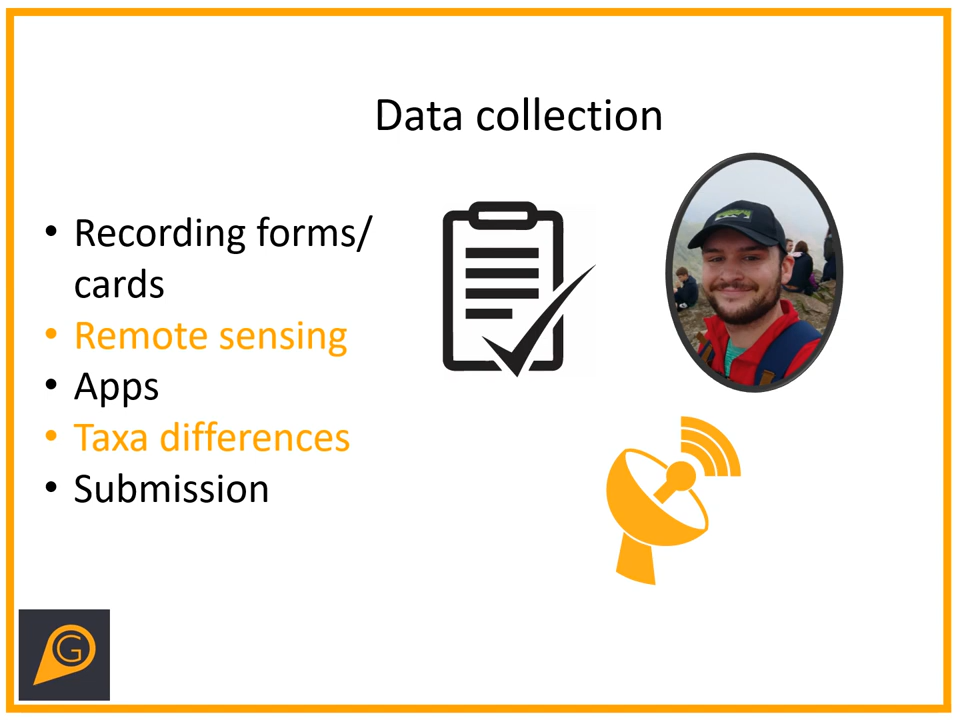 Data collection
• Recording forms/
cards
• Remote sensing
• Apps
• Taxa differences
• Submission
G